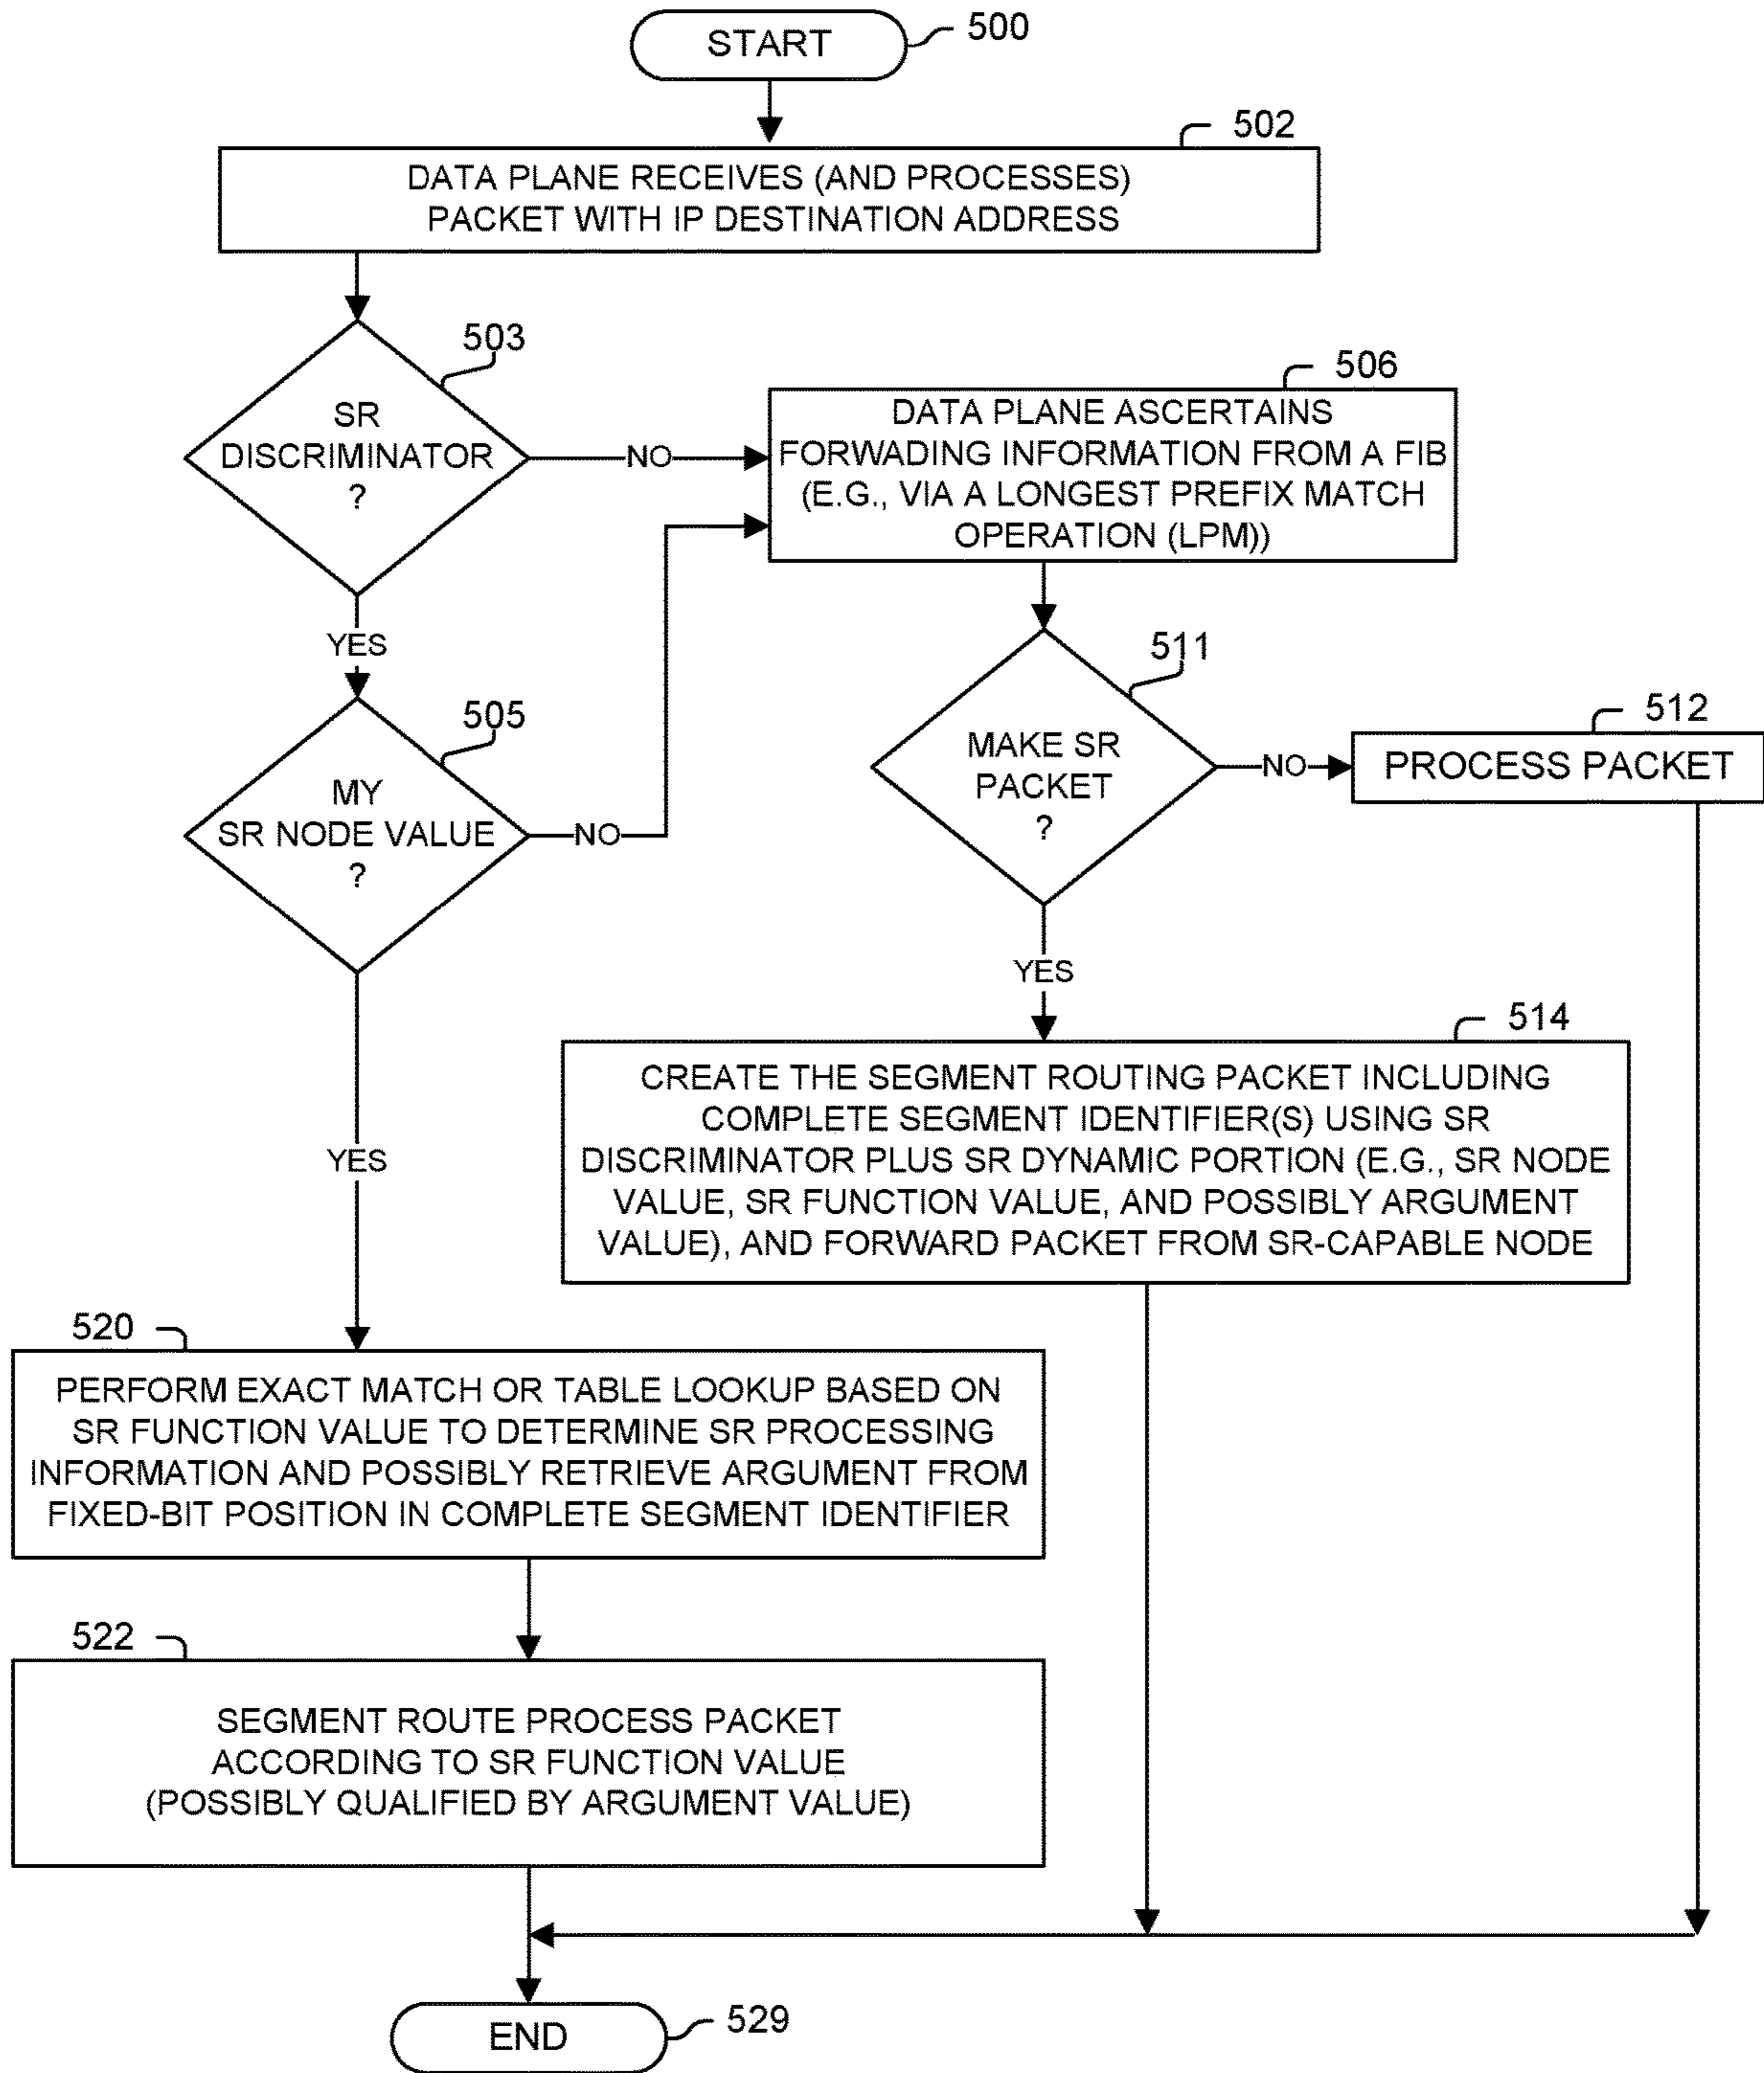 START
500
502
DATA PLANE RECEIVES (AND PROCESSES)
PACKET WITH IP DESTINATION ADDRESS
503
SR
DISCRIMINATOR
?
NO
YES
506
DATA PLANE ASCERTAINS
FORWADING INFORMATION FROM A FIB
(E.G., VIA A LONGEST PREFIX MATCH
OPERATION (LPM))
505
MY
SR NODE VALUE
?
NO
YES
511
MAKE SR
PACKET
?
NO
YES
512
PROCESS PACKET
514
CREATE THE SEGMENT ROUTING PACKET INCLUDING
COMPLETE SEGMENT IDENTIFIER(S) USING SR
DISCRIMINATOR PLUS SR DYNAMIC PORTION (E.G., SR NODE
VALUE, SR FUNCTION VALUE, AND POSSIBLY ARGUMENT
VALUE), AND FORWARD PACKET FROM SR-CAPABLE NODE
520
PERFORM EXACT MATCH OR TABLE LOOKUP BASED ON
SR FUNCTION VALUE TO DETERMINE SR PROCESSING
INFORMATION AND POSSIBLY RETRIEVE ARGUMENT FROM
FIXED-BIT POSITION IN COMPLETE SEGMENT IDENTIFIER
522
SEGMENT ROUTE PROCESS PACKET
ACCORDING TO SR FUNCTION VALUE
(POSSIBLY QUALIFIED BY ARGUMENT VALUE)
END
529